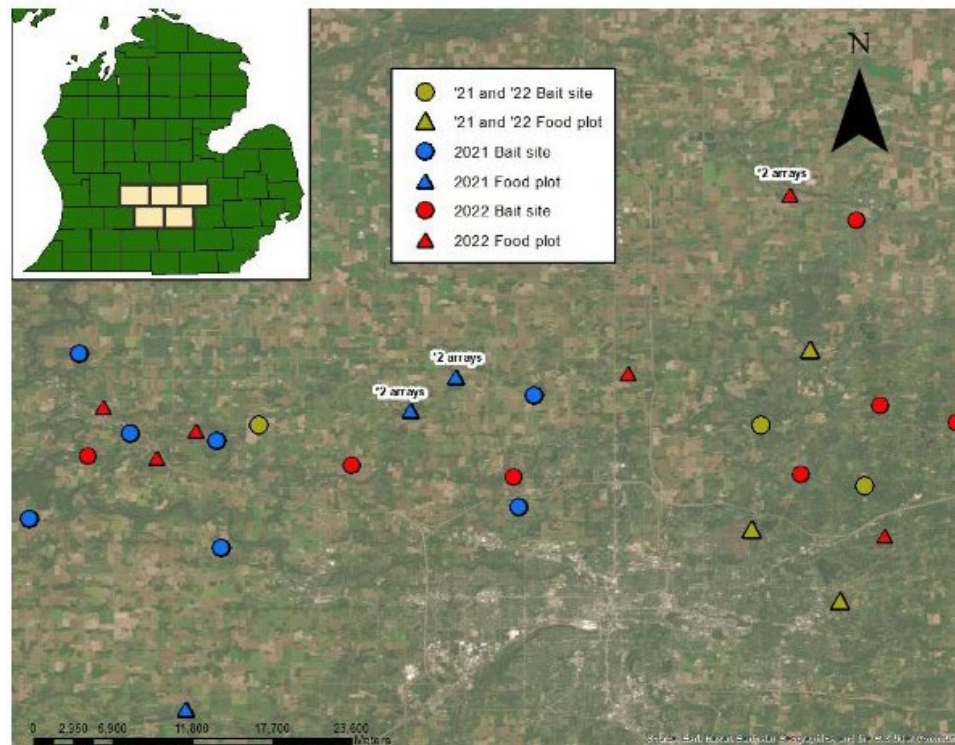 N
'21 and '22 Bait site
'21 and '22 Food plot
2021 Bait site
2021 Food plot
2022 Bait site
2022 Food plot
*2 arrays
*2 arrays
*2 arrays
0 2,950 5,900 11,800 17,700 23,600
Meters